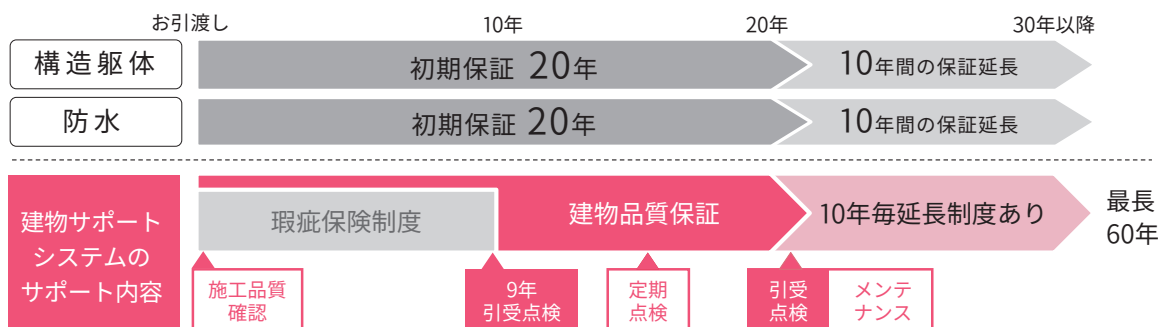 お引渡し 10年 20年 30年以降
構造躯体 初期保証 20年 10年間の保証延長
防水 初期保証 20年 10年間の保証延長
建物サポート
システムの
サポート内容
瑕疵保険制度 建物品質保証 10年毎延長制度あり
最長
60年
施工品質
確認
9年
引受点検
定期
点検
引受
点検
メンテ
ナンス